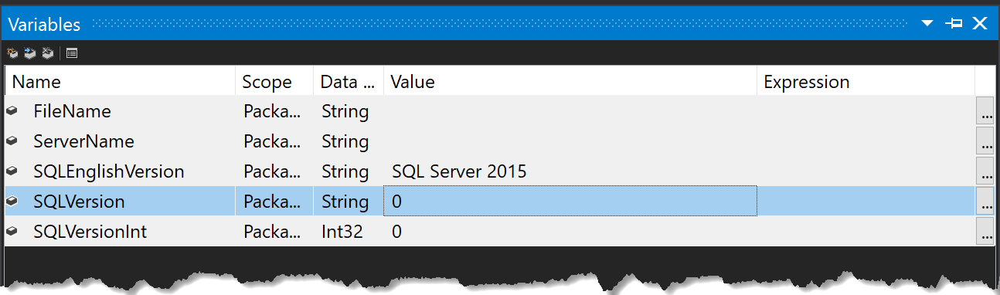 Variables
Name Scope Data ... Value Expression
FileName Packa... String ...
ServerName Packa... String ...
SQLEnglishVersion Packa... String SQL Server 2015 ...
SQLVersion Packa... String 0 ...
SQLVersionInt Packa... Int32 0 ...